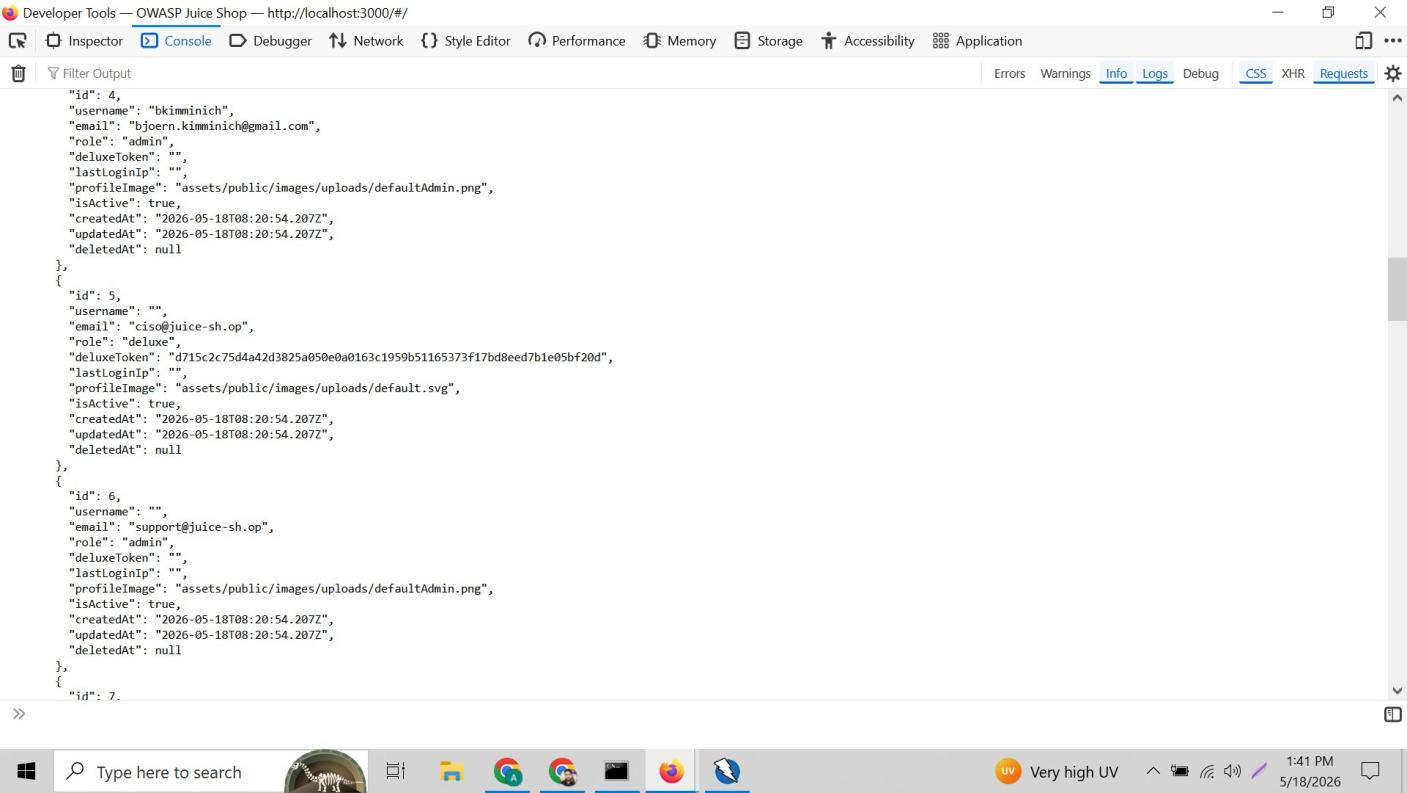 Developer Tools — OWASP Juice Shop — http://localhost:3000/#/
Inspector Console Debugger Network {} Style Editor Performance Memory Storage Accessibility Application
Filter Output Errors Warnings Info Logs Debug CSS XHR Requests
"id": 4,
"username": "bkimminich",
"email": "bjoern.kimminich@gmail.com",
"role": "admin",
"deluxeToken": "",
"lastLoginIp": "",
"profileImage": "assets/public/images/uploads/defaultAdmin.png",
"isActive": true,
"createdAt": "2026-05-18T08:20:54.207Z",
"updatedAt": "2026-05-18T08:20:54.207Z",
"deletedAt": null
},
{
"id": 5,
"username": "",
"email": "ciso@juice-sh.op",
"role": "deluxe",
"deluxeToken": "d715c2c75d4a42d3825a050e0a0163c1959b51165373f17bd8eed7b1e05bf20d",
"lastLoginIp": "",
"profileImage": "assets/public/images/uploads/default.svg",
"isActive": true,
"createdAt": "2026-05-18T08:20:54.207Z",
"updatedAt": "2026-05-18T08:20:54.207Z",
"deletedAt": null
},
{
"id": 6,
"username": "",
"email": "support@juice-sh.op",
"role": "admin",
"deluxeToken": "",
"lastLoginIp": "",
"profileImage": "assets/public/images/uploads/defaultAdmin.png",
"isActive": true,
"createdAt": "2026-05-18T08:20:54.207Z",
"updatedAt": "2026-05-18T08:20:54.207Z",
"deletedAt": null
},
{
"id": 7,
»
Type here to search A UV Very high UV 1:41 PM
5/18/2026